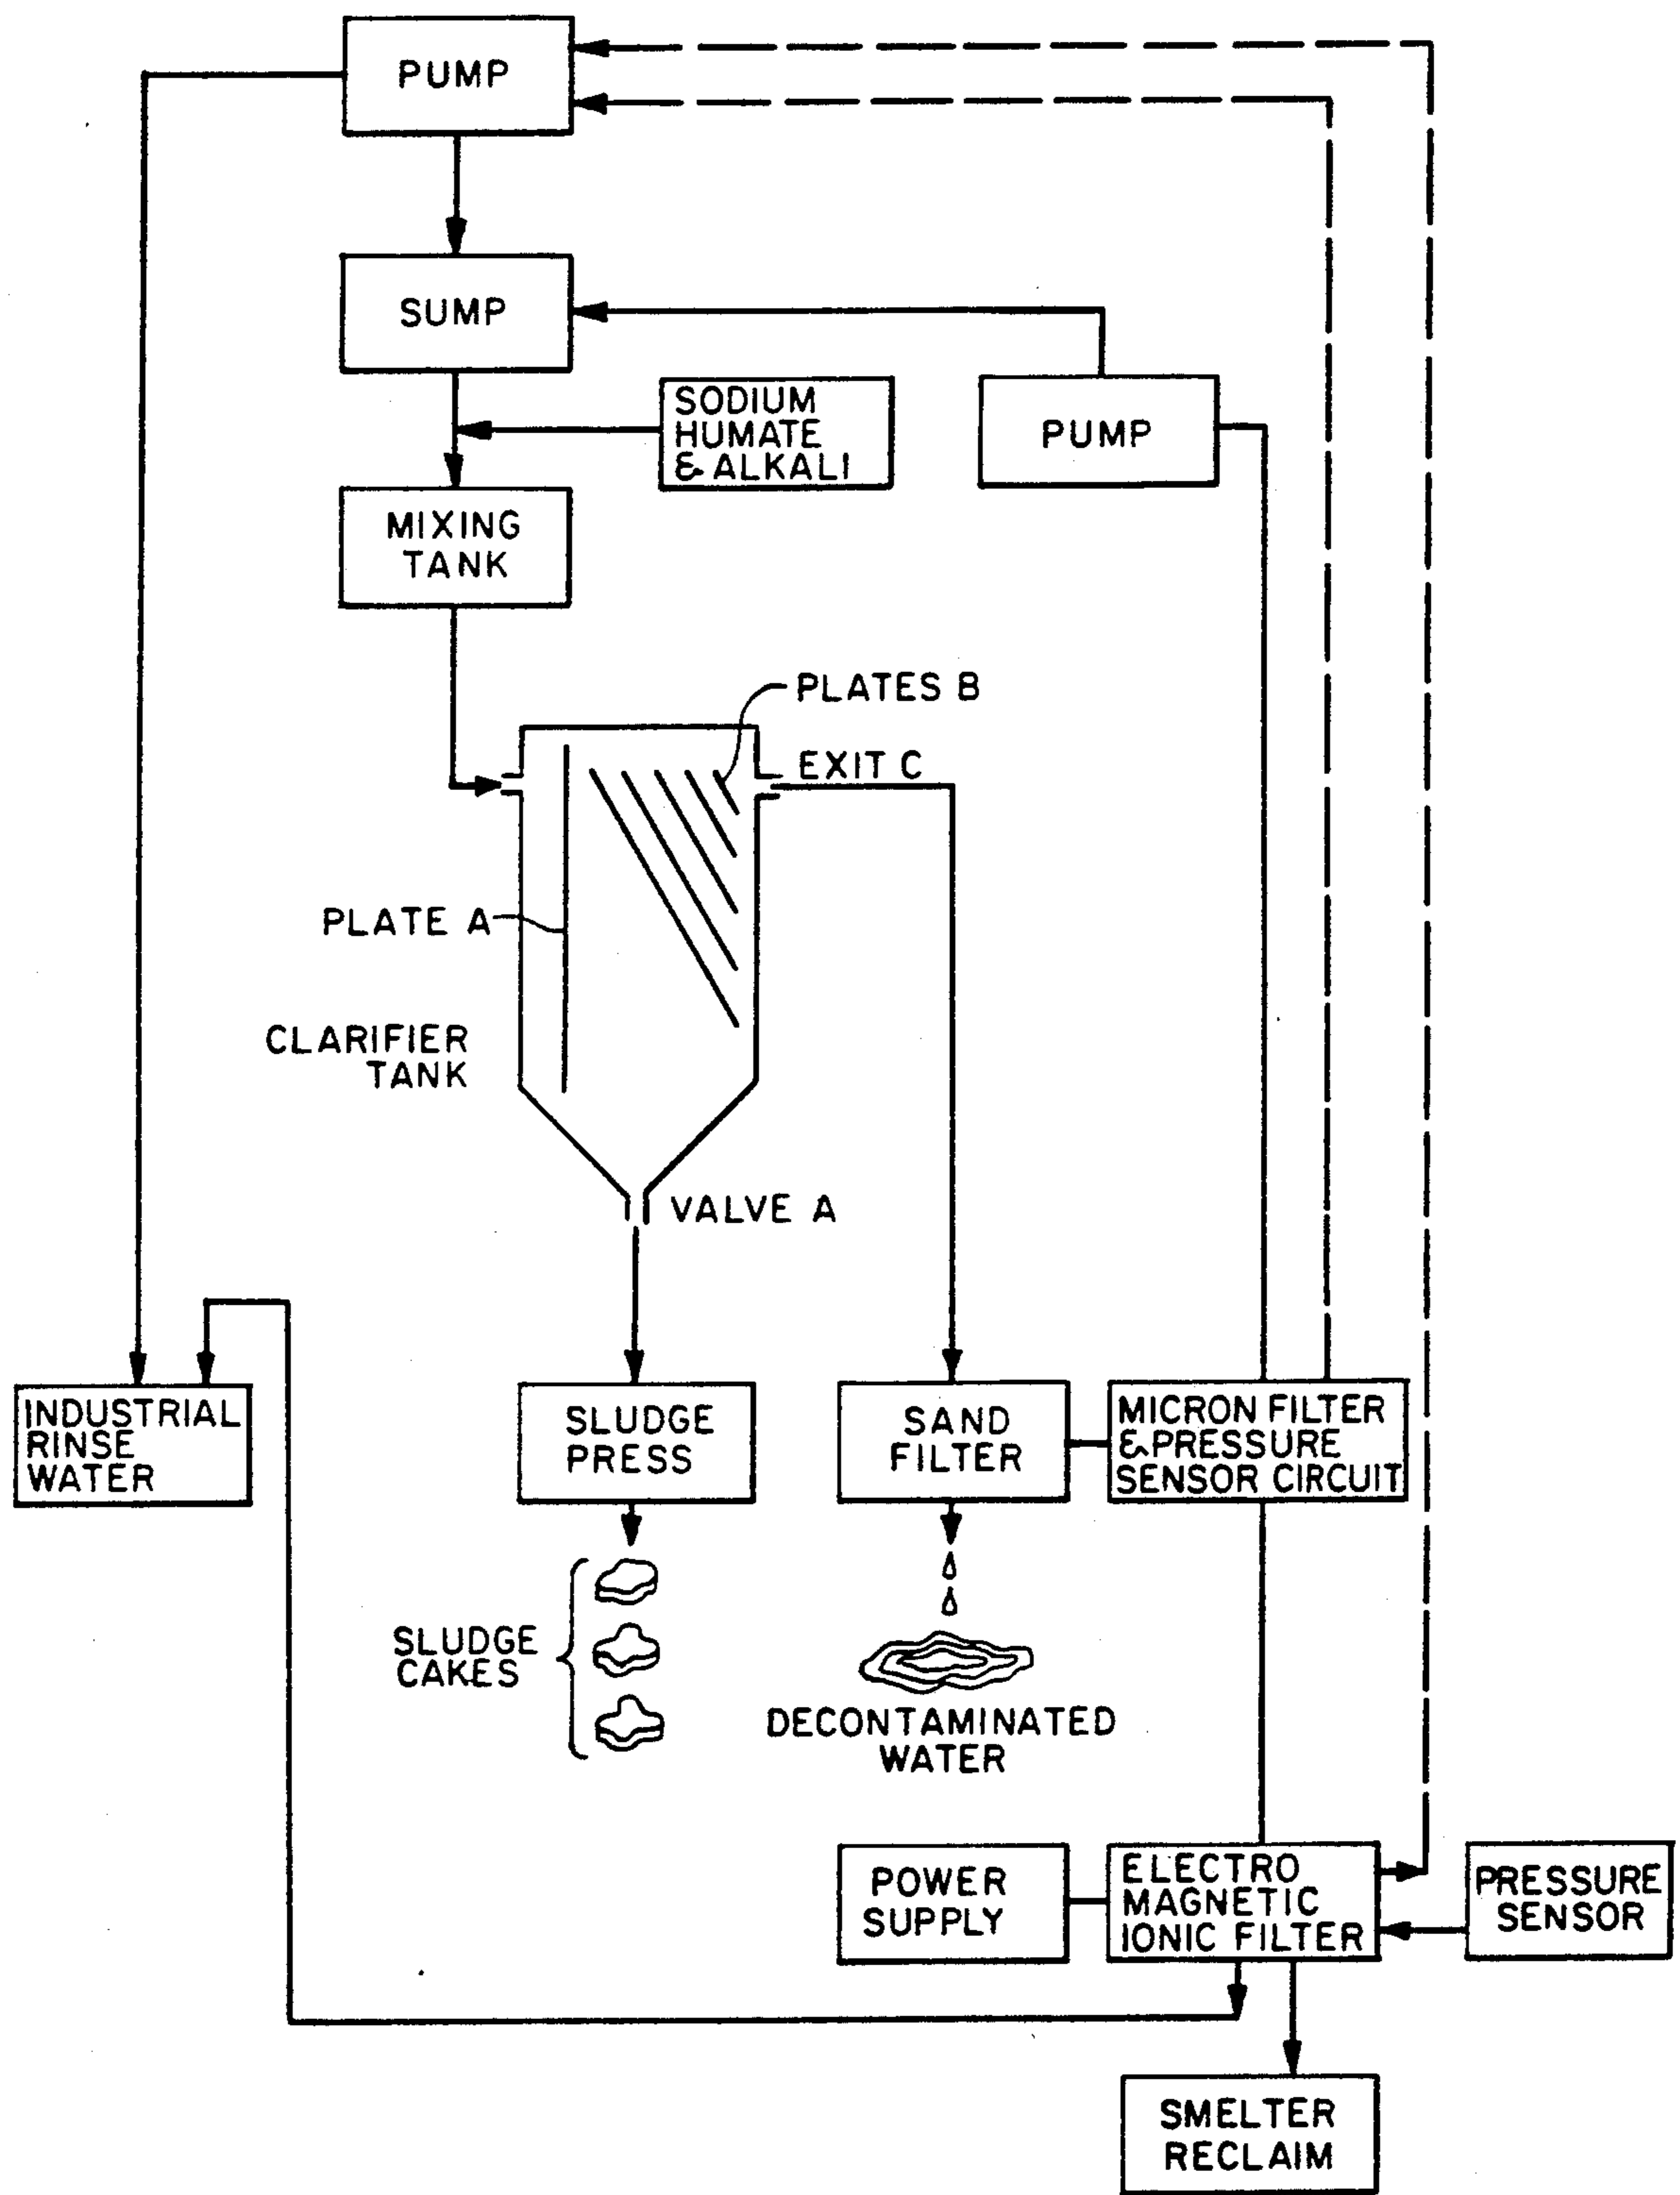 PUMP
SUMP
SODIUM
HUMATE
& ALKALI
PUMP
MIXING
TANK
PLATES B
EXIT C
PLATE A
CLARIFIER
TANK
VALVE A
INDUSTRIAL
RINSE
WATER
SLUDGE
PRESS
SAND
FILTER
MICRON FILTER
& PRESSURE
SENSOR CIRCUIT
SLUDGE
CAKES
DECONTAMINATED
WATER
POWER
SUPPLY
ELECTRO
MAGNETIC
IONIC FILTER
PRESSURE
SENSOR
SMELTER
RECLAIM